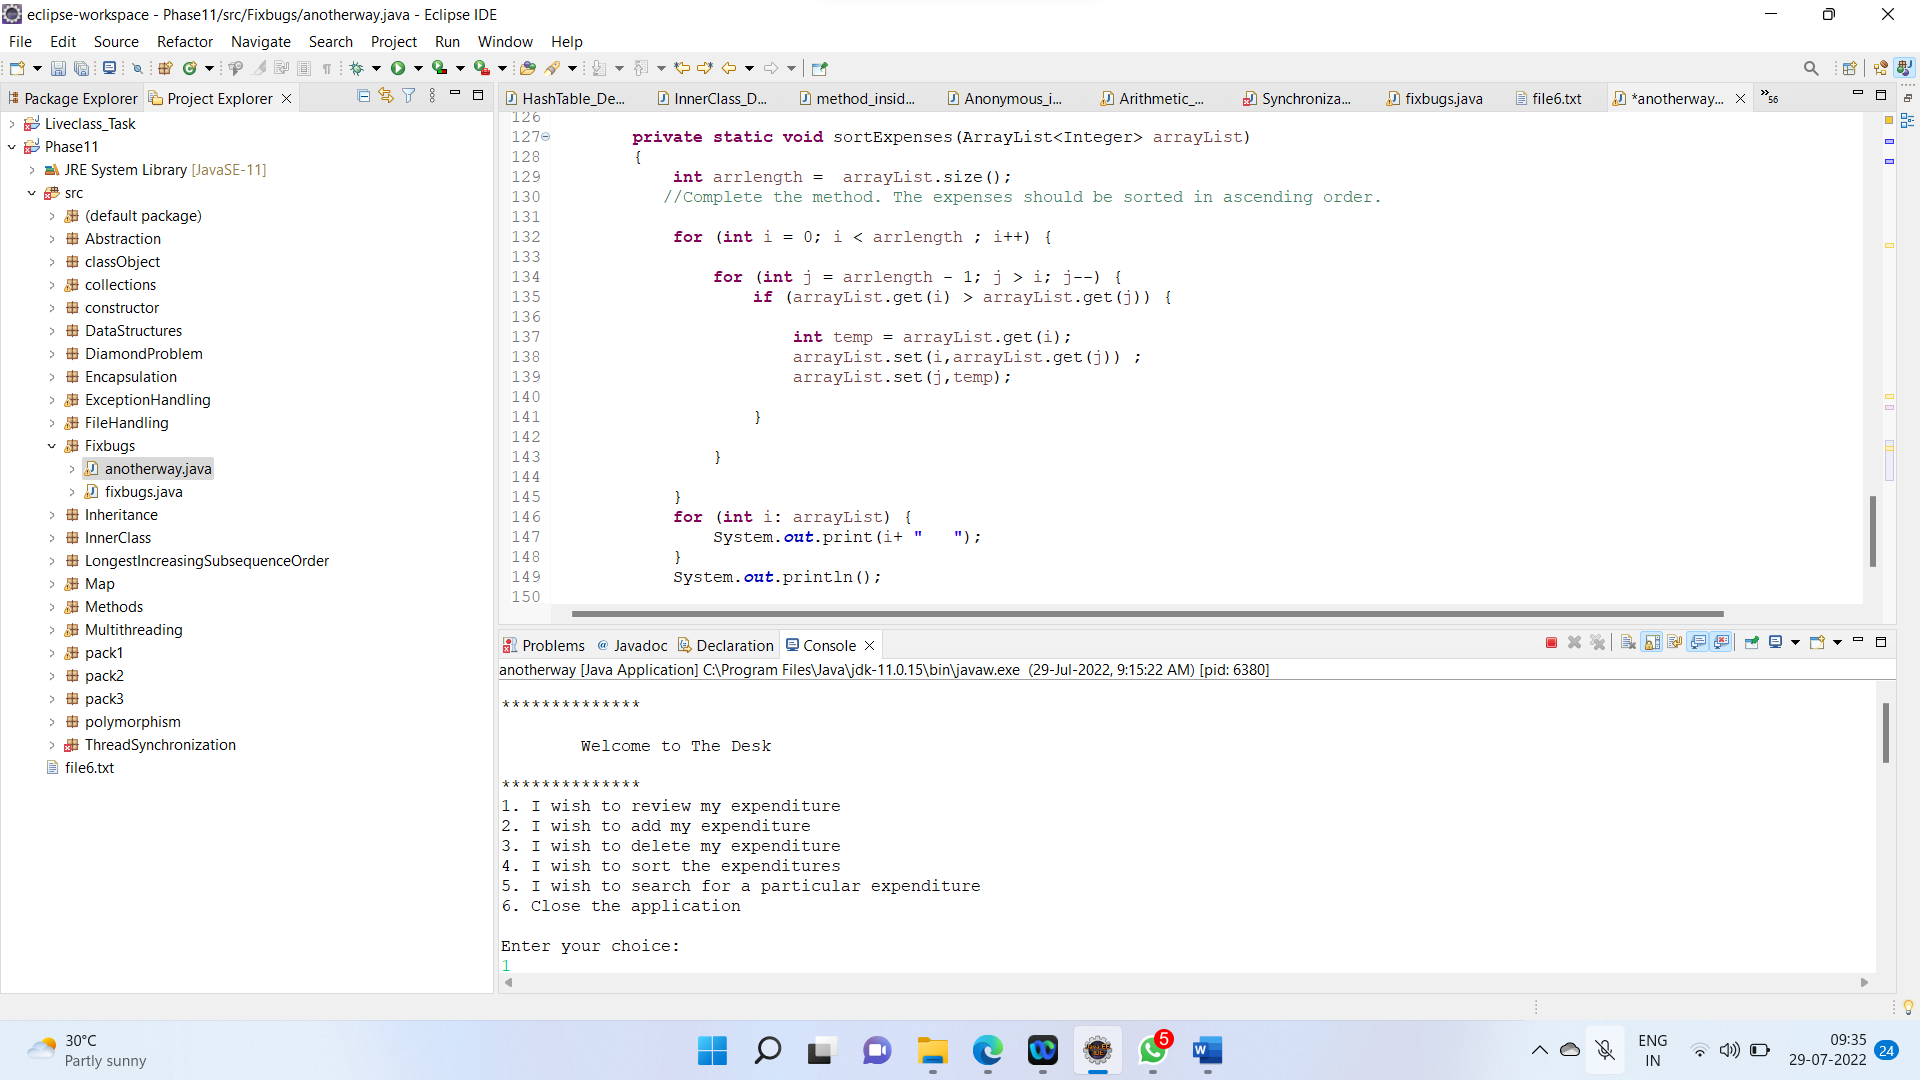 eclipse-workspace - Phase11/src/Fixbugs/anotherway.java - Eclipse IDE
File Edit Source Refactor Navigate Search Project Run Window Help
Package Explorer Project Explorer
HashTable_De... InnerClass_D... method_insid... Anonymous_i... Arithmetic_... Synchroniza... fixbugs.java file6.txt *anotherway... »56
Liveclass_Task
Phase11
JRE System Library [JavaSE-11]
src
(default package)
Abstraction
classObject
collections
constructor
DataStructures
DiamondProblem
Encapsulation
ExceptionHandling
FileHandling
Fixbugs
anotherway.java
fixbugs.java
Inheritance
InnerClass
LongestIncreasingSubsequenceOrder
Map
Methods
Multithreading
pack1
pack2
pack3
polymorphism
ThreadSynchronization
file6.txt
126
127 private static void sortExpenses(ArrayList<Integer> arrayList)
128 {
129 int arrlength =  arrayList.size();
130 //Complete the method. The expenses should be sorted in ascending order.
131
132 for (int i = 0; i < arrlength ; i++) {
133
134 for (int j = arrlength - 1; j > i; j--) {
135 if (arrayList.get(i) > arrayList.get(j)) {
136
137 int temp = arrayList.get(i);
138 arrayList.set(i,arrayList.get(j)) ;
139 arrayList.set(j,temp);
140
141 }
142
143 }
144
145 }
146 for (int i: arrayList) {
147 System.out.print(i+ "   ");
148 }
149 System.out.println();
150
Problems Javadoc Declaration Console
anotherway [Java Application] C:\Program Files\Java\jdk-11.0.15\bin\javaw.exe (29-Jul-2022, 9:15:22 AM) [pid: 6380]
**************
Welcome to The Desk
**************
1. I wish to review my expenditure
2. I wish to add my expenditure
3. I wish to delete my expenditure
4. I wish to sort the expenditures
5. I wish to search for a particular expenditure
6. Close the application
Enter your choice:
1
30°C
Partly sunny
5
ENG
IN
09:35
29-07-2022
24